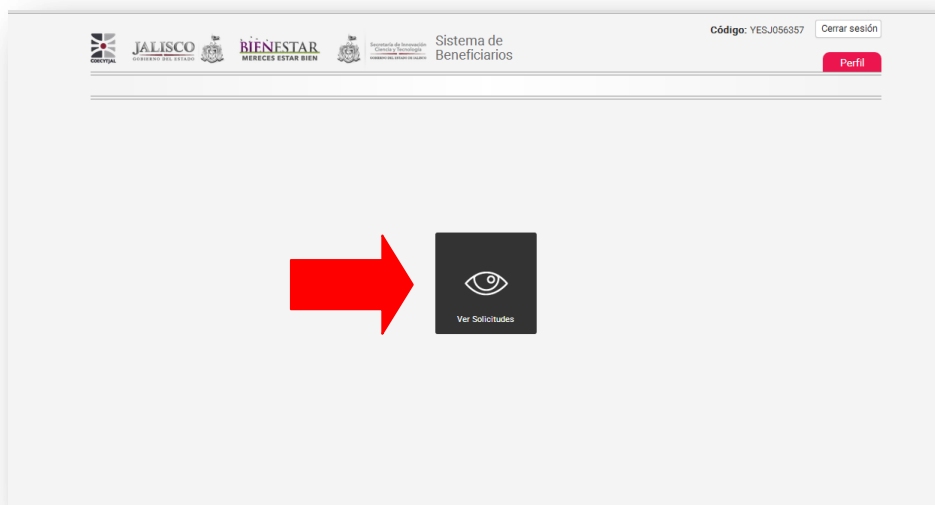 COECYTJAL
JALISCO
GOBIERNO DEL ESTADO
BIENESTAR
MERECES ESTAR BIEN
Secretaría de Innovación
Ciencia y Tecnología
GOBIERNO DEL ESTADO DE JALISCO
Sistema de
Beneficiarios
Código: YESJ056357
Cerrar sesión
Perfil
Ver Solicitudes